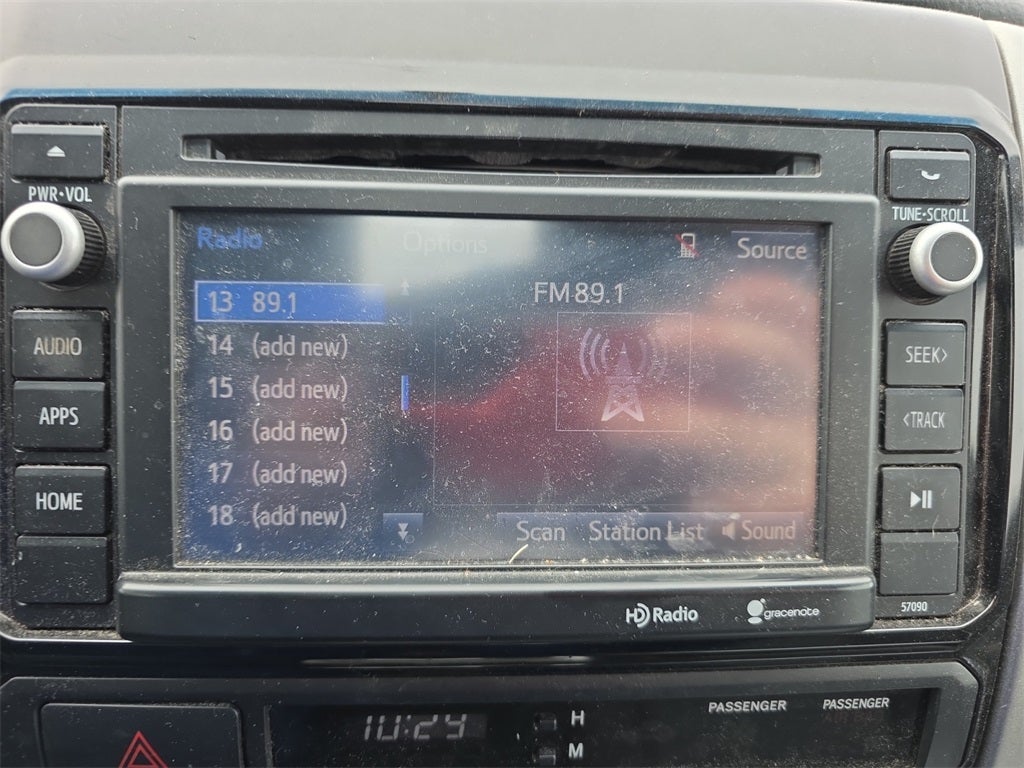 PWR·VOL
TUNE·SCROLL
Radio Options Source
13 89.1
FM 89.1
14 (add new)
15 (add new)
16 (add new)
17 (add new)
18 (add new)
Scan Station List Sound
AUDIO
APPS
HOME
SEEK>
<TRACK
57090
HD Radio
gracenote
10:29
H
M
PASSENGER
PASSENGER